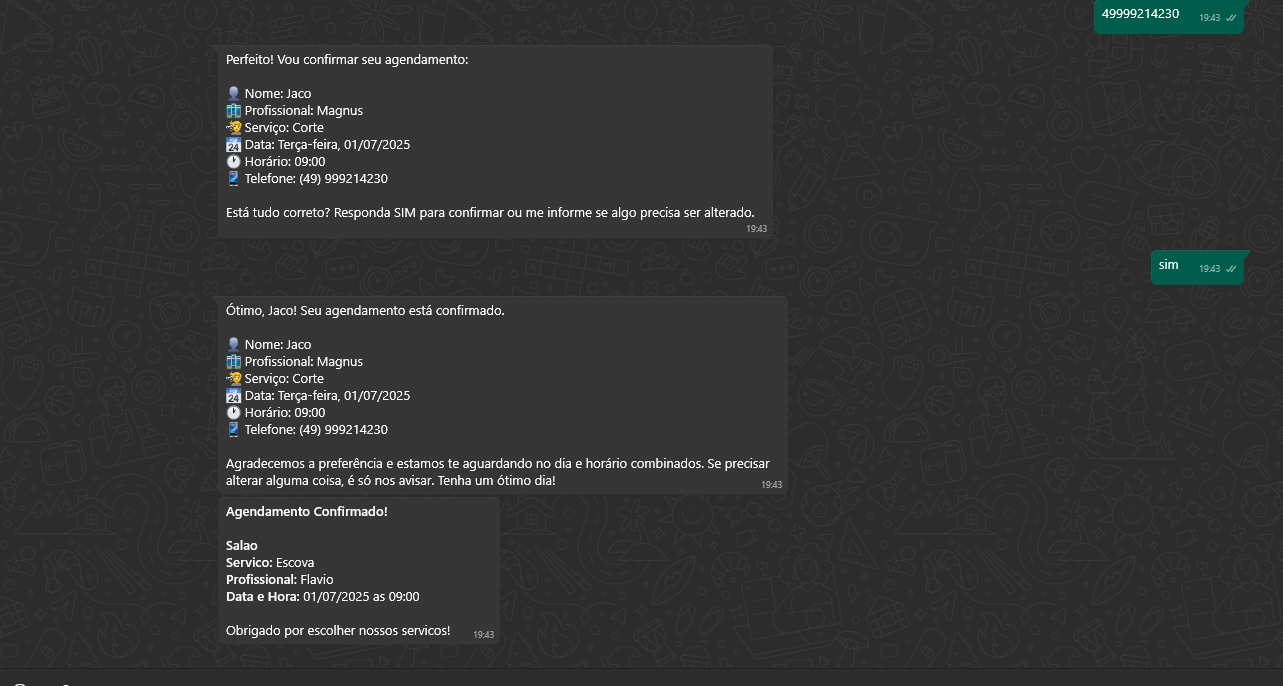 49999214230
19:43
Perfeito! Vou confirmar seu agendamento:
Nome: Jaco
Profissional: Magnus
Serviço: Corte
Data: Terça-feira, 01/07/2025
Horário: 09:00
Telefone: (49) 999214230
Está tudo correto? Responda SIM para confirmar ou me informe se algo precisa ser alterado.
19:43
sim
19:43
Ótimo, Jaco! Seu agendamento está confirmado.
Nome: Jaco
Profissional: Magnus
Serviço: Corte
Data: Terça-feira, 01/07/2025
Horário: 09:00
Telefone: (49) 999214230
Agradecemos a preferência e estamos te aguardando no dia e horário combinados. Se precisar
alterar alguma coisa, é só nos avisar. Tenha um ótimo dia!
19:43
Agendamento Confirmado!
Salao
Servico: Escova
Profissional: Flavio
Data e Hora: 01/07/2025 as 09:00
Obrigado por escolher nossos servicos!
19:43